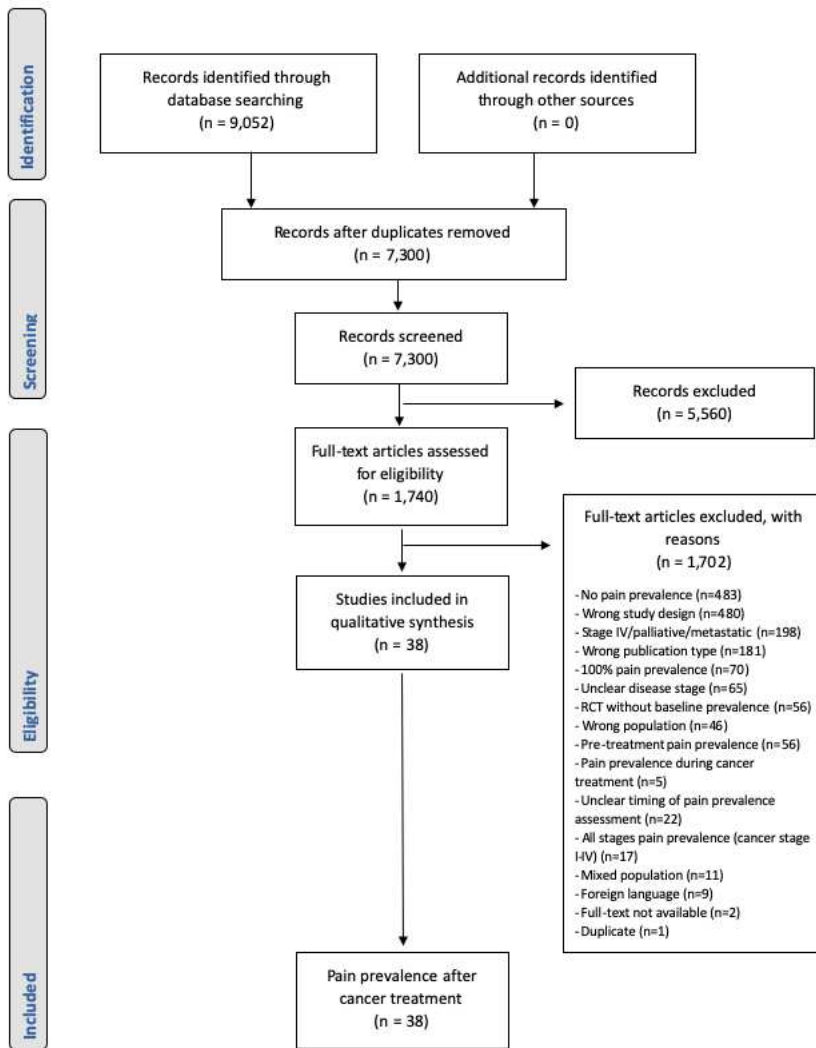 Identification
Records identified through
database searching
(n = 9,052)
Additional records identified
through other sources
(n = 0)
Screening
Records after duplicates removed
(n = 7,300)
Records screened
(n = 7,300)
Records excluded
(n = 5,560)
Eligibility
Full-text articles assessed
for eligibility
(n = 1,740)
Full-text articles excluded, with
reasons
(n = 1,702)
- No pain prevalence (n=483)
- Wrong study design (n=480)
- Stage IV/palliative/metastatic (n=198)
- Wrong publication type (n=181)
- 100% pain prevalence (n=70)
- Unclear disease stage (n=65)
- RCT without baseline prevalence (n=56)
- Wrong population (n=46)
- Pre-treatment pain prevalence (n=56)
- Pain prevalence during cancer
treatment (n=5)
- Unclear timing of pain prevalence
assessment (n=22)
- All stages pain prevalence (cancer stage
I-IV) (n=17)
- Mixed population (n=11)
- Foreign language (n=9)
- Full-text not available (n=2)
- Duplicate (n=1)
Studies included in
qualitative synthesis
(n = 38)
Included
Pain prevalence after
cancer treatment
(n = 38)